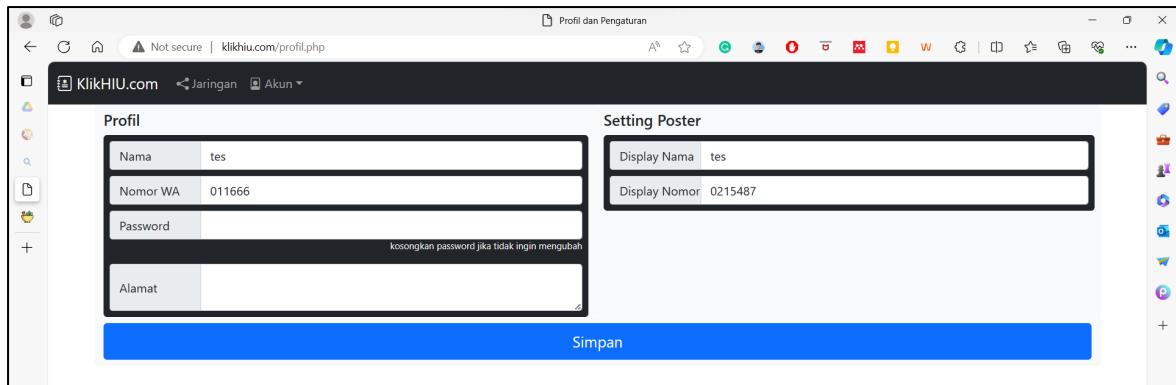 Profil dan Pengaturan
Not secure | klikhiu.com/profil.php
KlikHIU.com Jaringan Akun
Profil
Nama tes
Nomor WA 011666
Password
kosongkan password jika tidak ingin mengubah
Alamat
Setting Poster
Display Nama tes
Display Nomor 0215487
Simpan